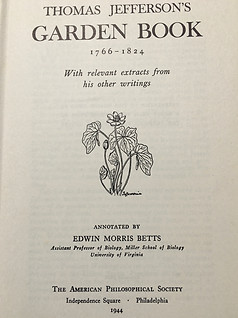 THOMAS JEFFERSON'S
GARDEN BOOK
1766-1824
With relevant extracts from
his other writings
ANNOTATED BY
EDWIN MORRIS BETTS
Assistant Professor of Biology, Miller School of Biology
University of Virginia
THE AMERICAN PHILOSOPHICAL SOCIETY
Independence Square · Philadelphia
1944